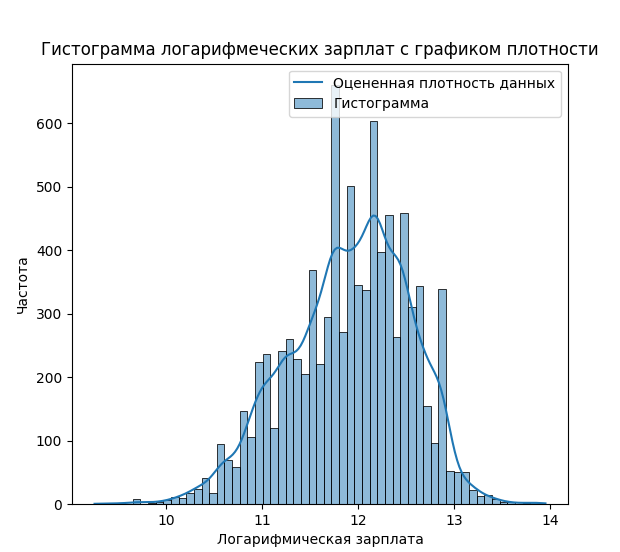 Гистограмма логарифмеческих зарплат с графиком плотности
Оцененная плотность данных
Гистограмма
600
500
400
300
200
100
0
Частота
10 11 12 13 14
Логарифмическая зарплата